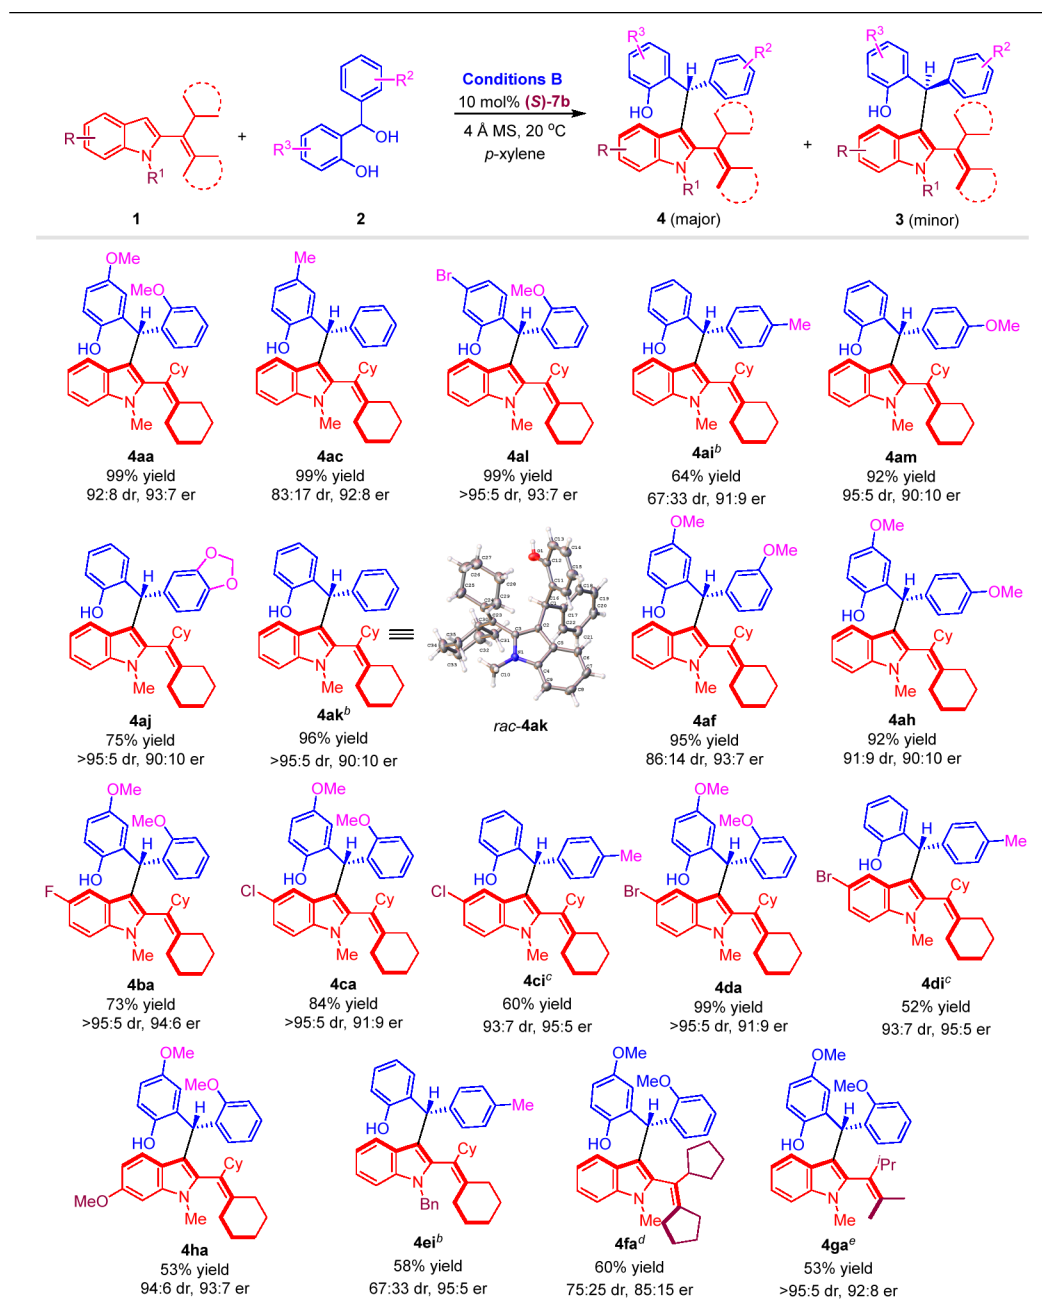 R³
R²
H
HO
R
N
R¹
4 (major)
+
R³
R²
H
HO
R
N
R¹
3 (minor)
R
N
R¹
1
+
R²
OH
R³
OH
2
Conditions B
10 mol% (S)-7b
4 Å MS, 20 °C
p-xylene
OMe
MeO
H
HO
Cy
N
Me
4aa
99% yield
92:8 dr, 93:7 er
Me
H
HO
Cy
N
Me
4ac
99% yield
83:17 dr, 92:8 er
Br
MeO
H
HO
Cy
N
Me
4al
99% yield
>95:5 dr, 93:7 er
H
Me
HO
Cy
N
Me
4ai^b
64% yield
67:33 dr, 91:9 er
H
OMe
HO
Cy
N
Me
4am
92% yield
95:5 dr, 90:10 er
O
O
H
HO
Cy
N
Me
4aj
75% yield
>95:5 dr, 90:10 er
H
HO
Cy
N
Me
4ak^b
96% yield
>95:5 dr, 90:10 er
rac-4ak
OMe
OMe
H
HO
Cy
N
Me
4af
95% yield
86:14 dr, 93:7 er
OMe
H
OMe
HO
Cy
N
Me
4ah
92% yield
91:9 dr, 90:10 er
OMe
MeO
H
HO
F
Cy
N
Me
4ba
73% yield
>95:5 dr, 94:6 er
OMe
MeO
H
HO
Cl
Cy
N
Me
4ca
84% yield
>95:5 dr, 91:9 er
H
Me
HO
Cl
Cy
N
Me
4ci^c
60% yield
93:7 dr, 95:5 er
OMe
MeO
H
HO
Br
Cy
N
Me
4da
99% yield
>95:5 dr, 91:9 er
H
Me
HO
Br
Cy
N
Me
4di^c
52% yield
93:7 dr, 95:5 er
OMe
MeO
H
HO
Cy
MeO
N
Me
4ha
53% yield
94:6 dr, 93:7 er
H
Me
HO
Cy
N
Bn
4ei^b
58% yield
67:33 dr, 95:5 er
OMe
MeO
H
HO
N
Me
4fa^d
60% yield
75:25 dr, 85:15 er
OMe
MeO
H
HO
iPr
N
Me
4ga^e
53% yield
>95:5 dr, 92:8 er